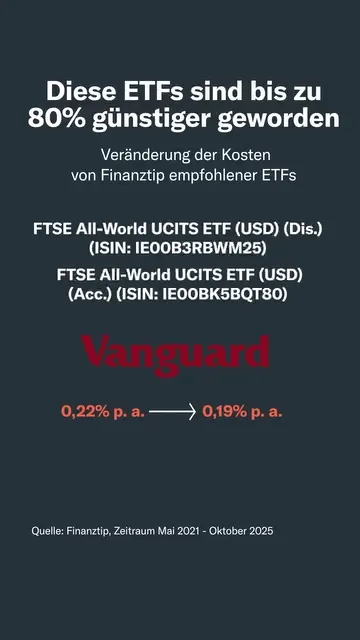 Diese ETFs sind bis zu
80% günstiger geworden
Veränderung der Kosten
von Finanztip empfohlener ETFs
FTSE All-World UCITS ETF (USD) (Dis.)
(ISIN: IE00B3RBWM25)
FTSE All-World UCITS ETF (USD)
(Acc.) (ISIN: IE00BK5BQT80)
Vanguard
0,22% p. a. → 0,19% p. a.
Quelle: Finanztip, Zeitraum Mai 2021 - Oktober 2025